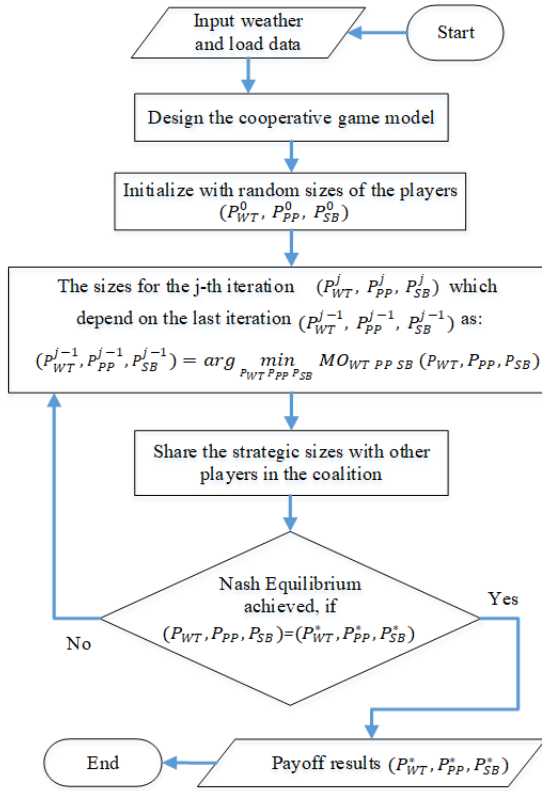 Input weather
and load data
Start
Design the cooperative game model
Initialize with random sizes of the players
(P⁰_WT, P⁰_PP, P⁰_SB)
The sizes for the j-th iteration (P^j_WT, P^j_PP, P^j_SB) which
depend on the last iteration (P^{j-1}_WT, P^{j-1}_PP, P^{j-1}_SB) as:
(P^{j-1}_WT, P^{j-1}_PP, P^{j-1}_SB) = arg min MO_{WT PP SB} (P_WT, P_PP, P_SB)
P_WT P_PP P_SB
Share the strategic sizes with other
players in the coalition
Nash Equilibrium
achieved, if
(P_WT, P_PP, P_SB)=(P*_WT, P*_PP, P*_SB)
Yes
No
Payoff results (P*_WT, P*_PP, P*_SB)
End